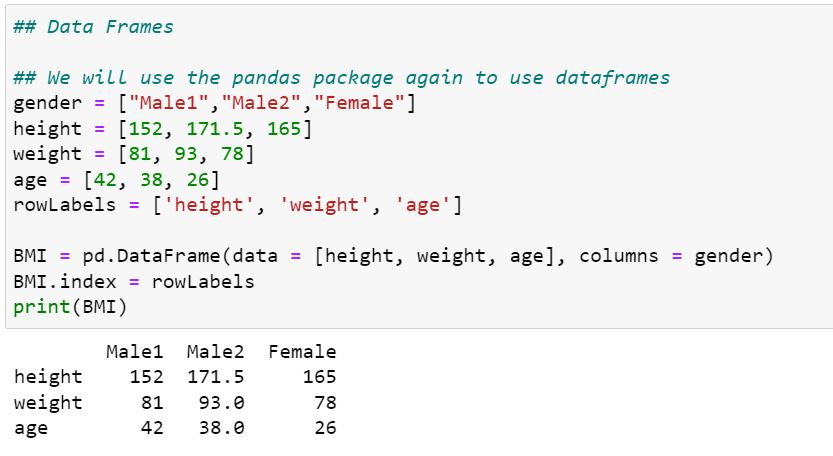 ## Data Frames
## We will use the pandas package again to use dataframes
gender = ["Male1","Male2","Female"]
height = [152, 171.5, 165]
weight = [81, 93, 78]
age = [42, 38, 26]
rowLabels = ['height', 'weight', 'age']
BMI = pd.DataFrame(data = [height, weight, age], columns = gender)
BMI.index = rowLabels
print(BMI)
Male1 Male2 Female
height 152 171.5 165
weight 81 93.0 78
age 42 38.0 26